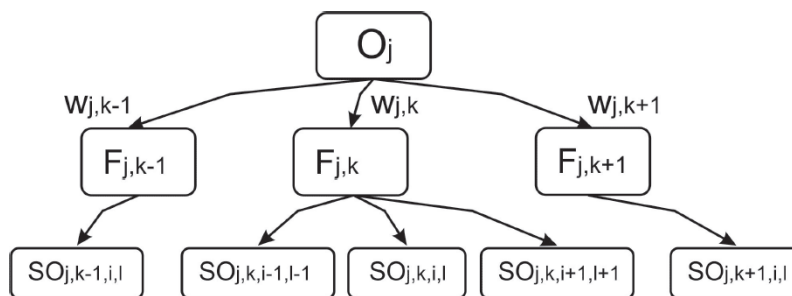 Oj
wj,k-1 wj,k wj,k+1
Fj,k-1 Fj,k Fj,k+1
SOj,k-1,i,l SOj,k,i-1,l-1 SOj,k,i,l SOj,k,i+1,l+1 SOj,k+1,i,l